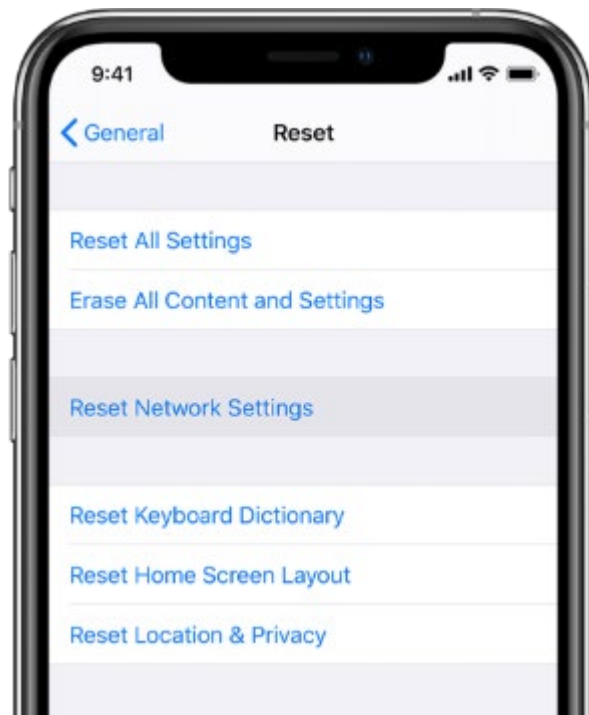 9:41
General
Reset
Reset All Settings
Erase All Content and Settings
Reset Network Settings
Reset Keyboard Dictionary
Reset Home Screen Layout
Reset Location & Privacy